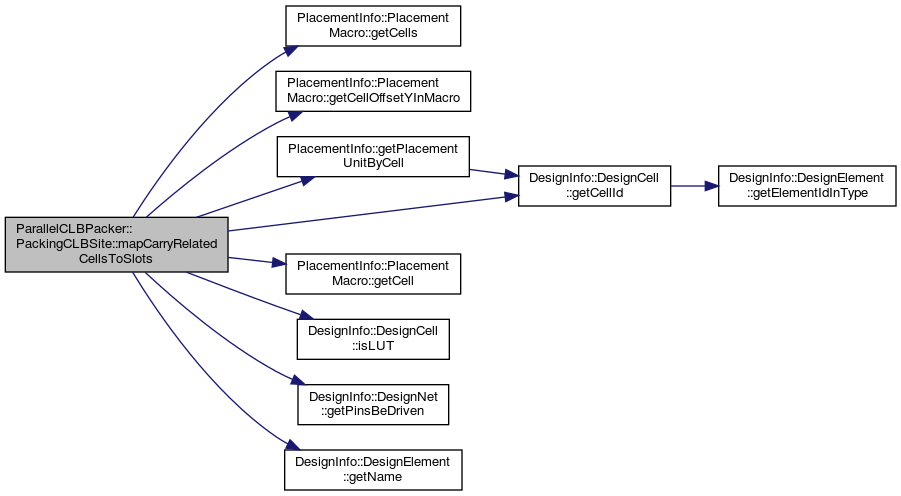 PlacementInfo::Placement
Macro::getCells
PlacementInfo::Placement
Macro::getCellOffsetYInMacro
PlacementInfo::getPlacement
UnitByCell
DesignInfo::DesignCell
::getCellId
DesignInfo::DesignElement
::getElementIdInType
ParallelCLBPacker::
PackingCLBSite::mapCarryRelated
CellsToSlots
PlacementInfo::Placement
Macro::getCell
DesignInfo::DesignCell
::isLUT
DesignInfo::DesignNet
::getPinsBeDriven
DesignInfo::DesignElement
::getName